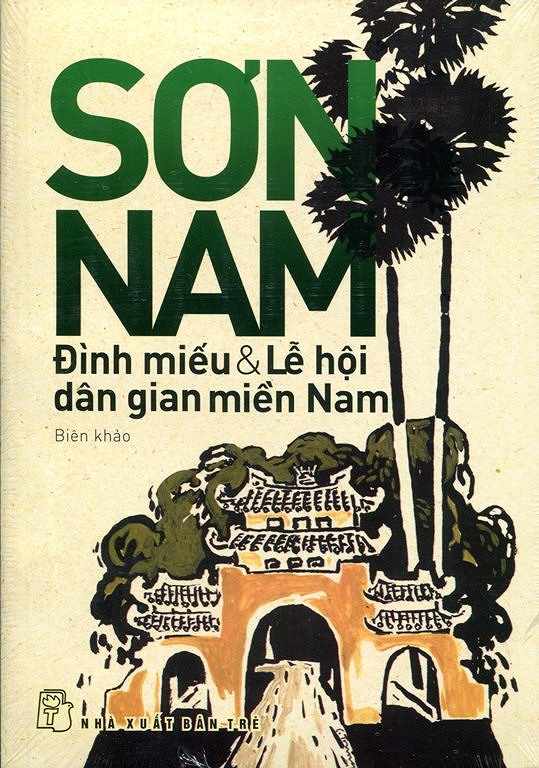 SƠN
NAM
Đình miếu & Lễ hội
dân gian miền Nam
Biên khảo
T
NHÀ XUẤT BẢN TRẺ